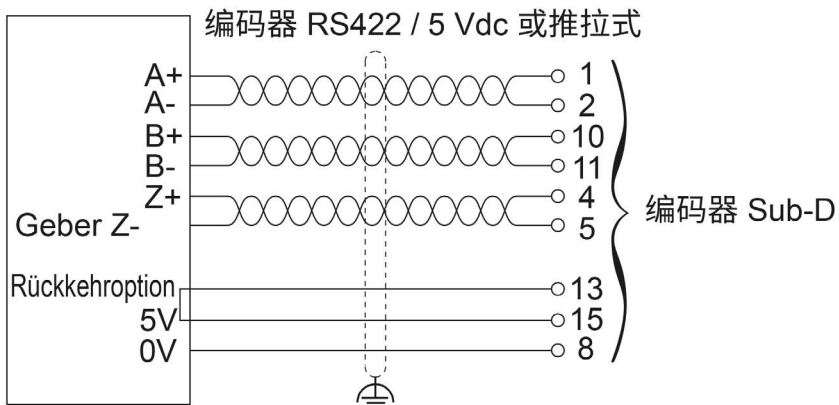 编码器 RS422 / 5 Vdc 或推拉式
A+ 1
A- 2
B+ 10
B- 11
Z+ 4
Geber Z- 5
编码器 Sub-D
Rückkehroption 13
5V 15
0V 8